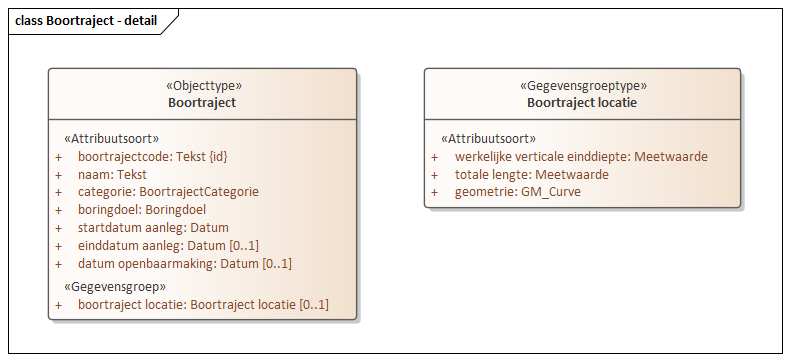 class Boortraject - detail
«Objecttype»
Boortraject
«Attribuutsoort»
+ boortrajectcode: Tekst {id}
+ naam: Tekst
+ categorie: BoortrajectCategorie
+ boringdoel: Boringdoel
+ startdatum aanleg: Datum
+ einddatum aanleg: Datum [0..1]
+ datum openbaarmaking: Datum [0..1]
«Gegevensgroep»
+ boortraject locatie: Boortraject locatie [0..1]
«Gegevensgroeptype»
Boortraject locatie
«Attribuutsoort»
+ werkelijke verticale einddiepte: Meetwaarde
+ totale lengte: Meetwaarde
+ geometrie: GM_Curve